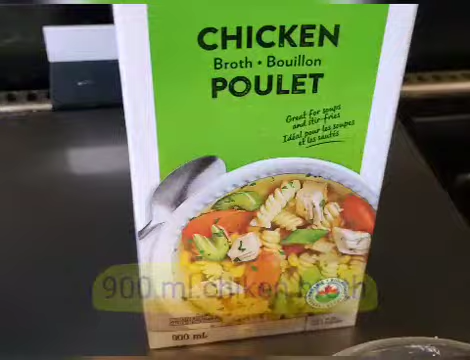 CHICKEN
Broth • Bouillon
POULET
Great for soups
and stir-fries
Idéal pour les soupes
et les sautés
900 ml chiken broth
900 mL